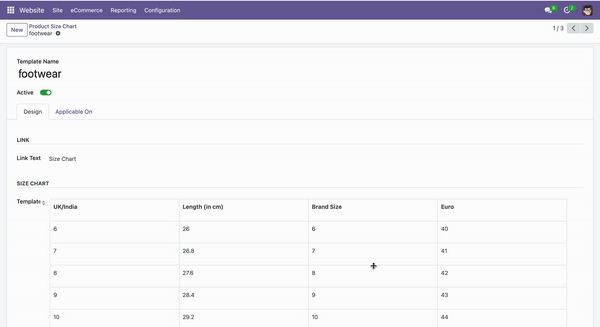 Website Site eCommerce Reporting Configuration
New Product Size Chart
footwear
1 / 3
Template Name
footwear
Active
Design Applicable On
LINK
Link Text Size Chart
SIZE CHART
Template
UK/India Length (in cm) Brand Size Euro
6 26 6 40
7 26.8 7 41
8 27.6 8 42
9 28.4 9 43
10 29.2 10 44